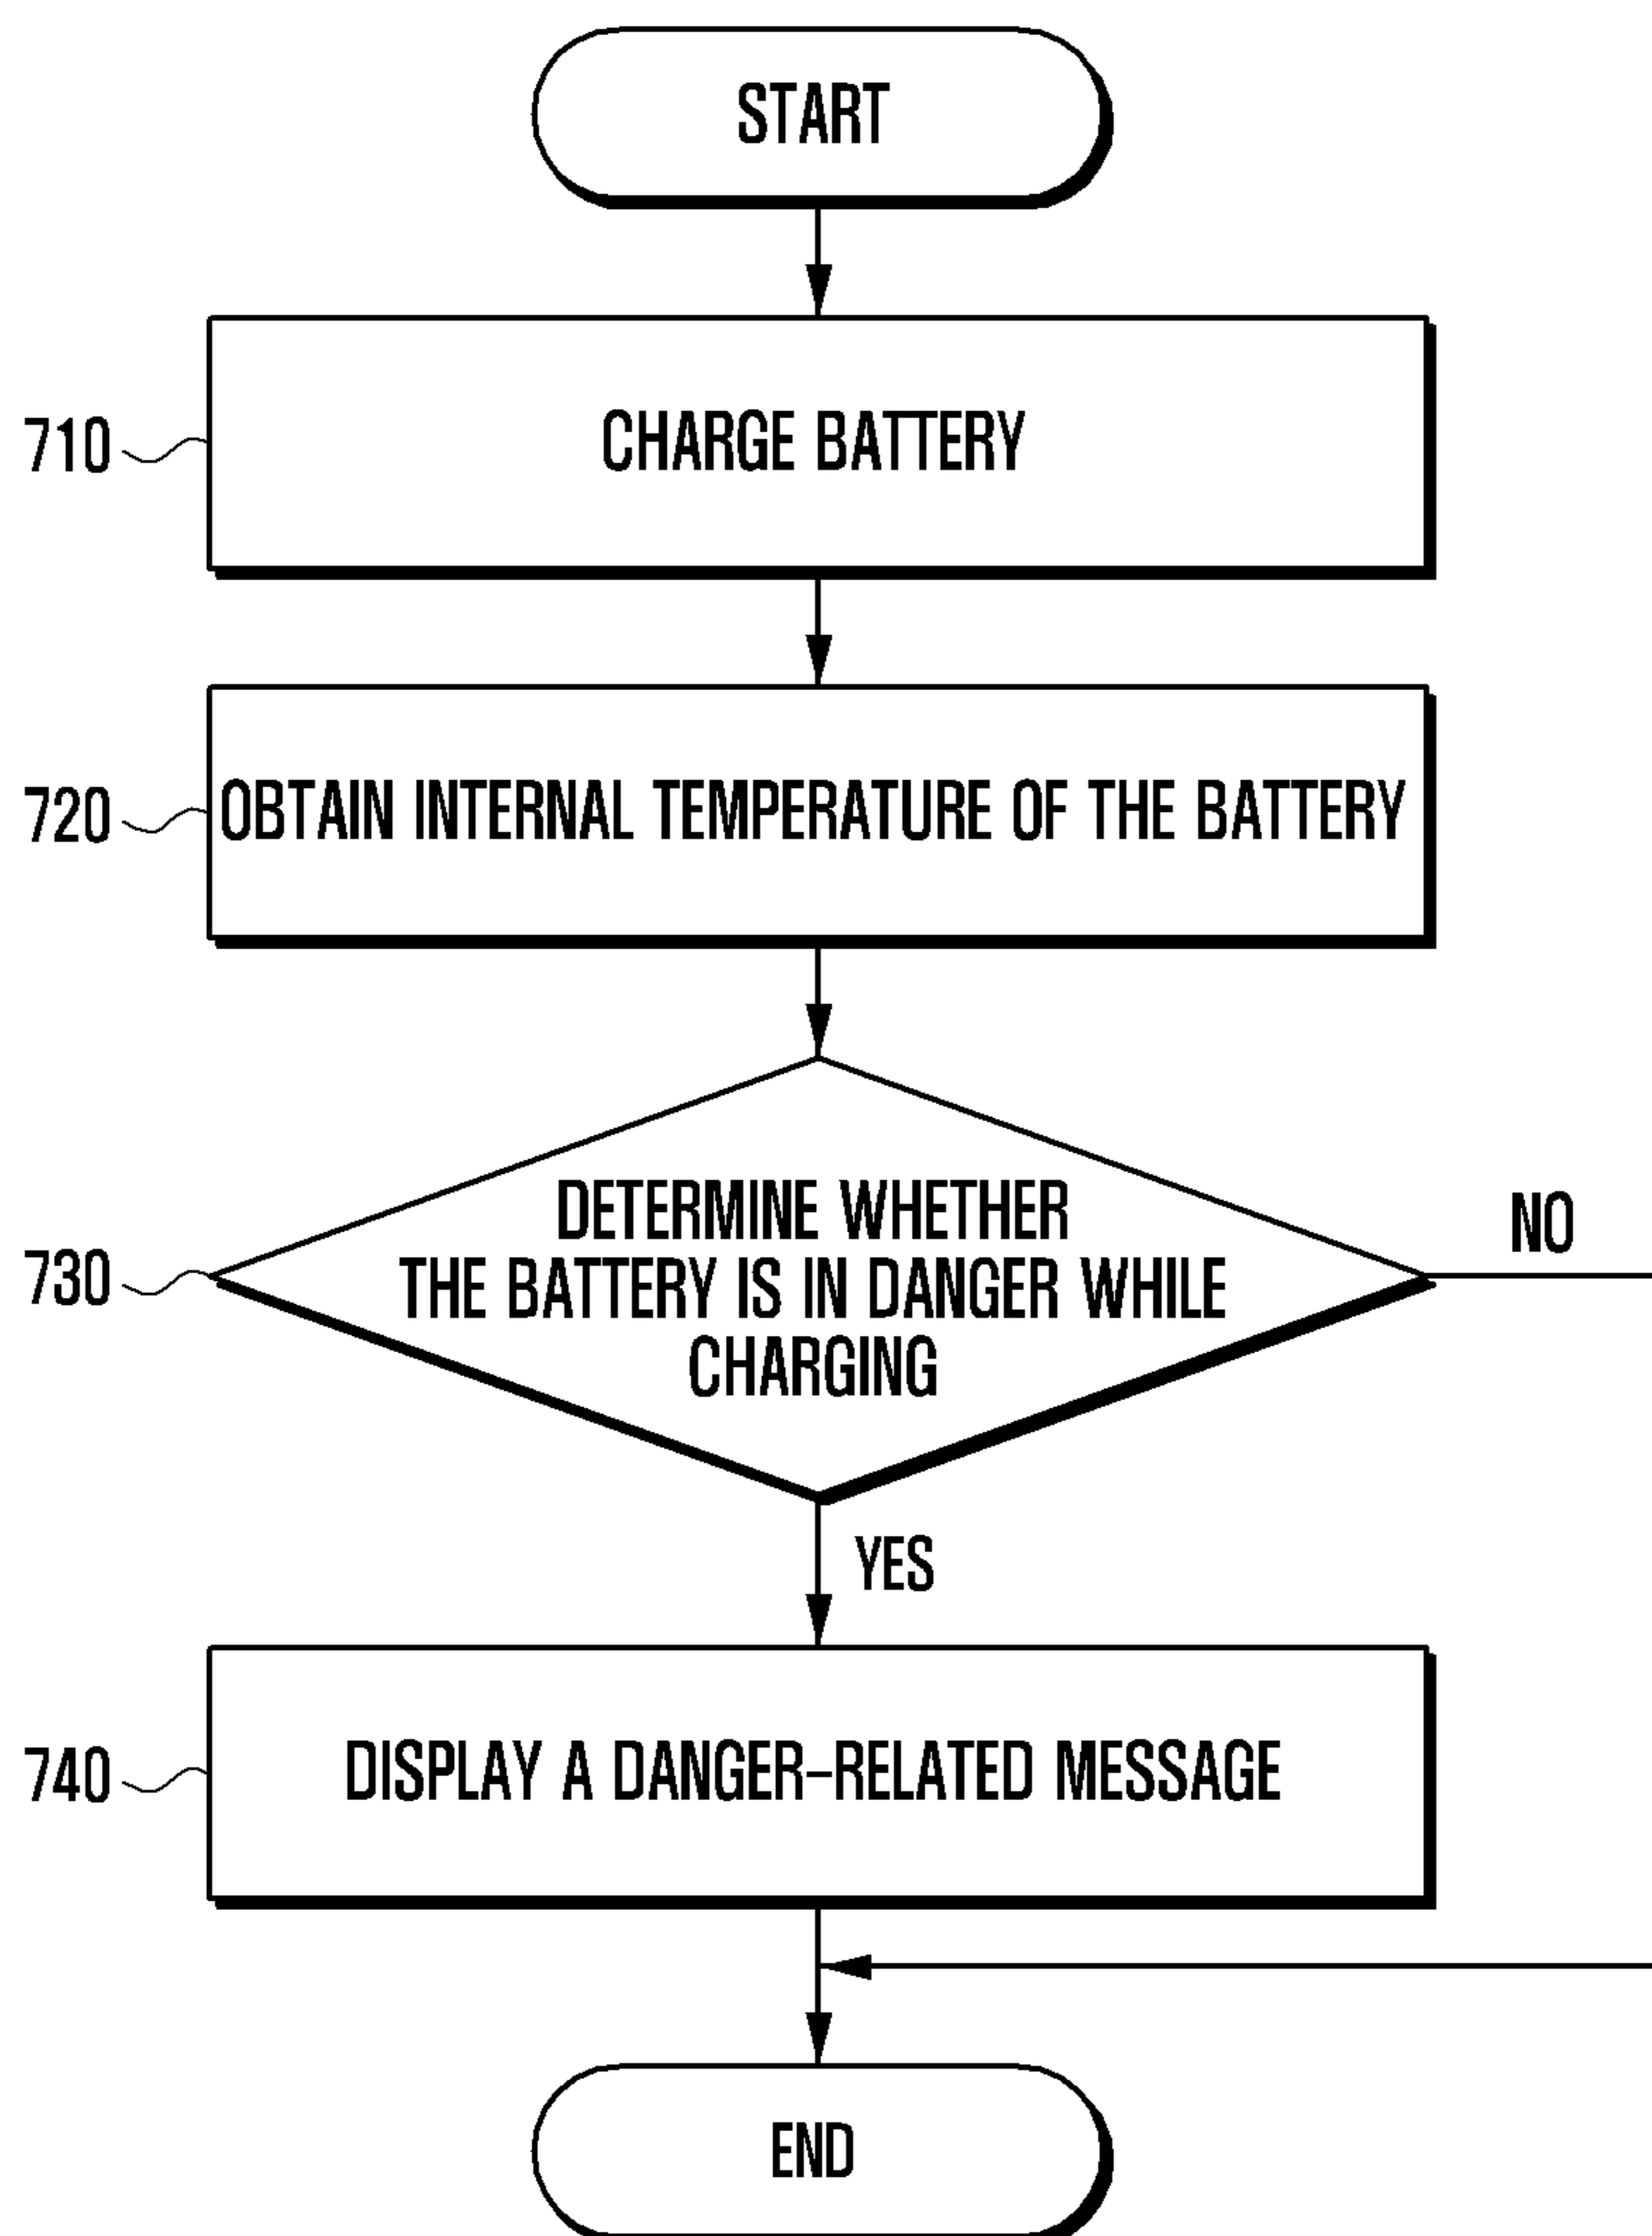 START
710
CHARGE BATTERY
720
OBTAIN INTERNAL TEMPERATURE OF THE BATTERY
730
DETERMINE WHETHER
THE BATTERY IS IN DANGER WHILE
CHARGING
NO
YES
740
DISPLAY A DANGER–RELATED MESSAGE
END